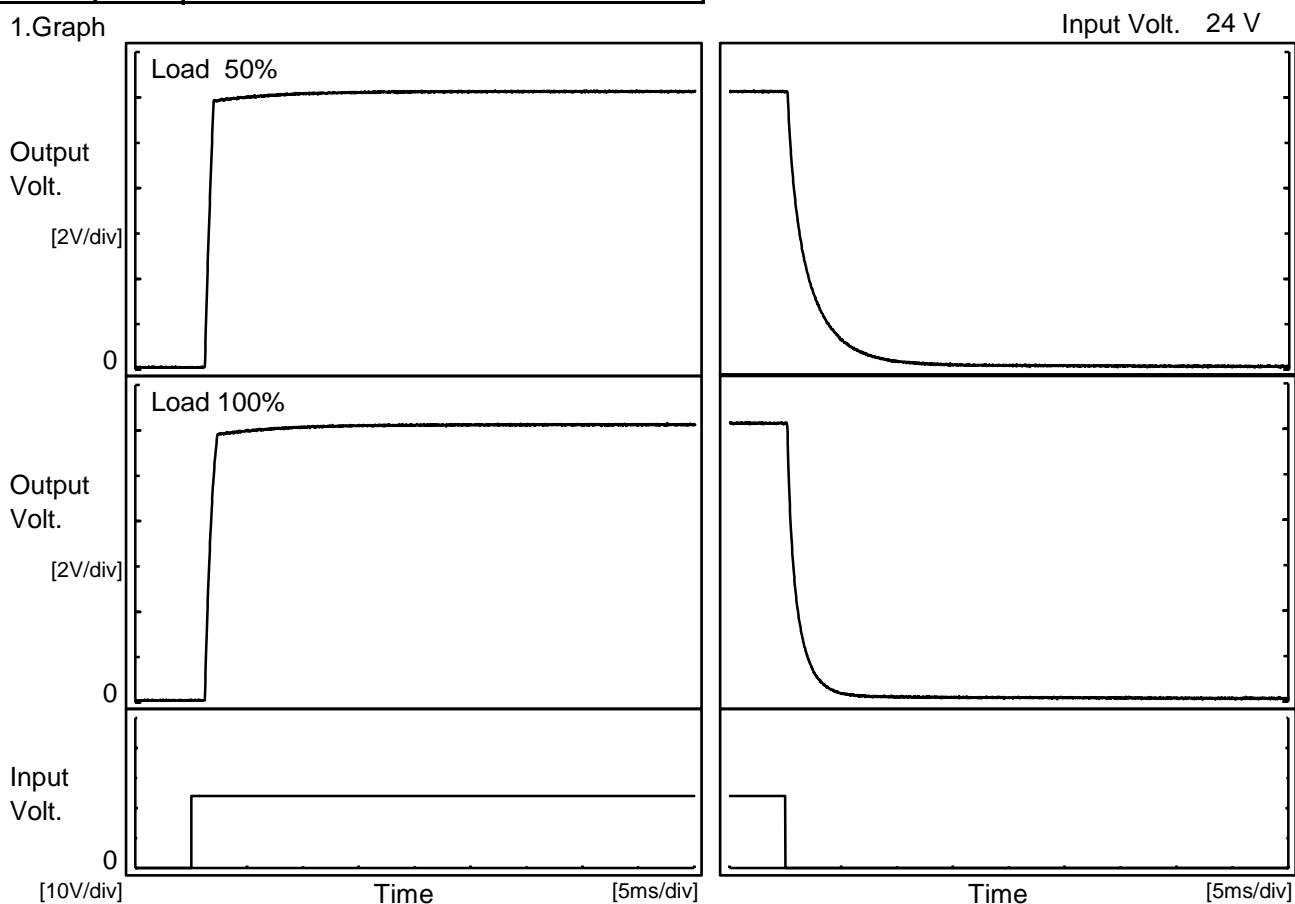 1.Graph
Input Volt. 24 V
Load 50%
Output
Volt.
[2V/div]
0
Load 100%
Output
Volt.
[2V/div]
0
Input
Volt.
0
[10V/div]
Time
[5ms/div]
Time
[5ms/div]